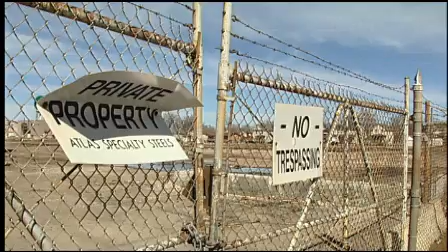 PRIVATE
PROPERTY
ATLAS SPECIALTY STEELS
- NO -
TRESPASSING